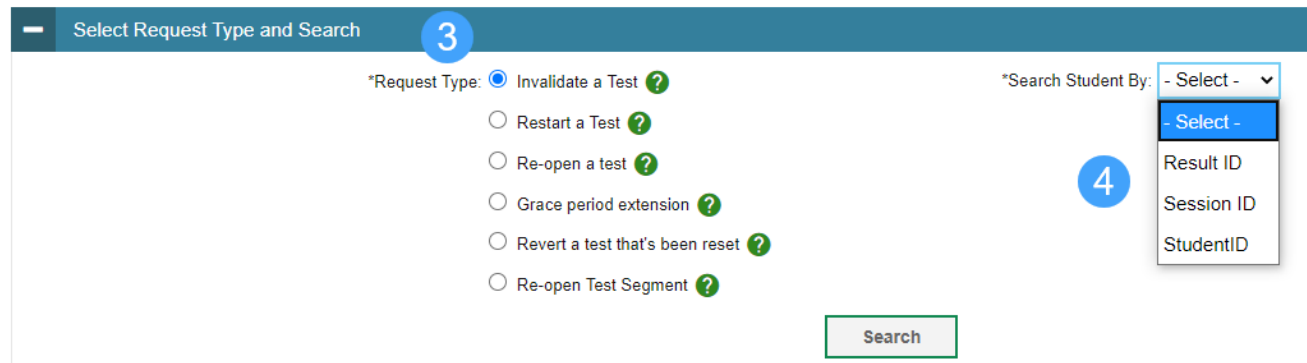 Select Request Type and Search
3
*Request Type: Invalidate a Test ? *Search Student By: - Select -
Restart a Test ? - Select -
Re-open a test ? Result ID
4
Grace period extension ? Session ID
Revert a test that's been reset ? StudentID
Re-open Test Segment ?
Search